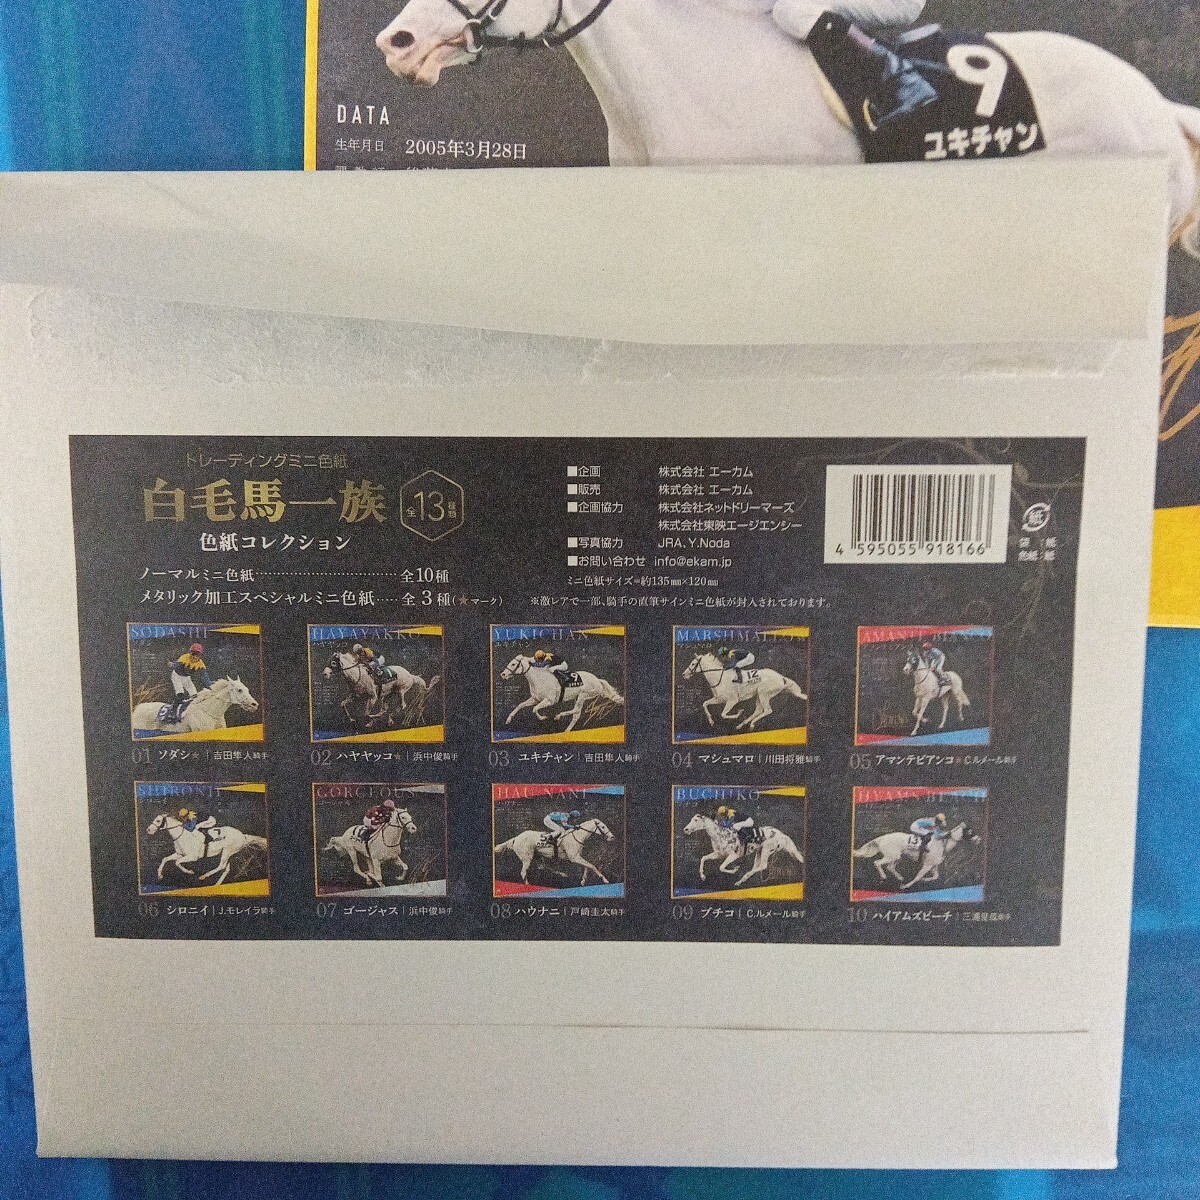 DATA
生年月日 2005年3月28日
9
ユキチャン
トレーディングミニ色紙
白毛馬一族 全13種類
色紙コレクション
ノーマルミニ色紙……………………………全10種
メタリック加工スペシャルミニ色紙……全3種(★マーク)
■企画 株式会社 エーカム
■販売 株式会社 エーカム
■企画協力 株式会社ネットドリーマーズ
株式会社東映エージエンシー
■写真協力 JRA,Y.Noda
■お問い合わせ info@ekam.jp
ミニ色紙サイズ=約135mm×120mm
※激レアで一部、騎手の直筆サインミニ色紙が封入されております。
4 595055 918166
紙
袋:紙
色紙:紙
SODASHI
HAYAYAKKO
YUKICHAN
MARSHMALLOW
AMANTE BIANCO
01 ソダシ★|吉田隼人騎手
02 ハヤヤッコ★|浜中俊騎手
03 ユキチャン|吉田隼人騎手
04 マシュマロ|川田将雅騎手
05 アマンテビアンコ★C.ルメール騎手
SHIRONII
GORGEOUS
HAUNANI
BUCHIKO
HYAMS BEACH
06 シロニイ|J.モレイラ騎手
07 ゴージャス|浜中俊騎手
08 ハウナニ|戸崎圭太騎手
09 ブチコ|C.ルメール騎手
10 ハイアムズビーチ|三浦皇成騎手